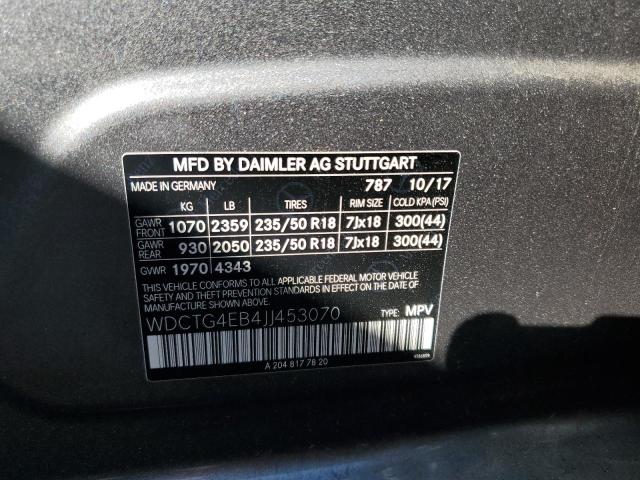 MFD BY DAIMLER AG STUTTGART
MADE IN GERMANY 787 10/17
KG LB TIRES RIM SIZE COLD KPA (PSI)
GAWR FRONT 1070 2359 235/50 R18 7Jx18 300(44)
GAWR REAR 930 2050 235/50 R18 7Jx18 300(44)
GVWR 1970 4343
THIS VEHICLE CONFORMS TO ALL APPLICABLE FEDERAL MOTOR VEHICLE
SAFETY AND THEFT PREVENTION STANDARDS IN EFFECT ON THE DATE
OF MANUFACTURE SHOWN ABOVE.
WDCTG4EB4JJ453070 TYPE: MPV
A 204 817 78 20